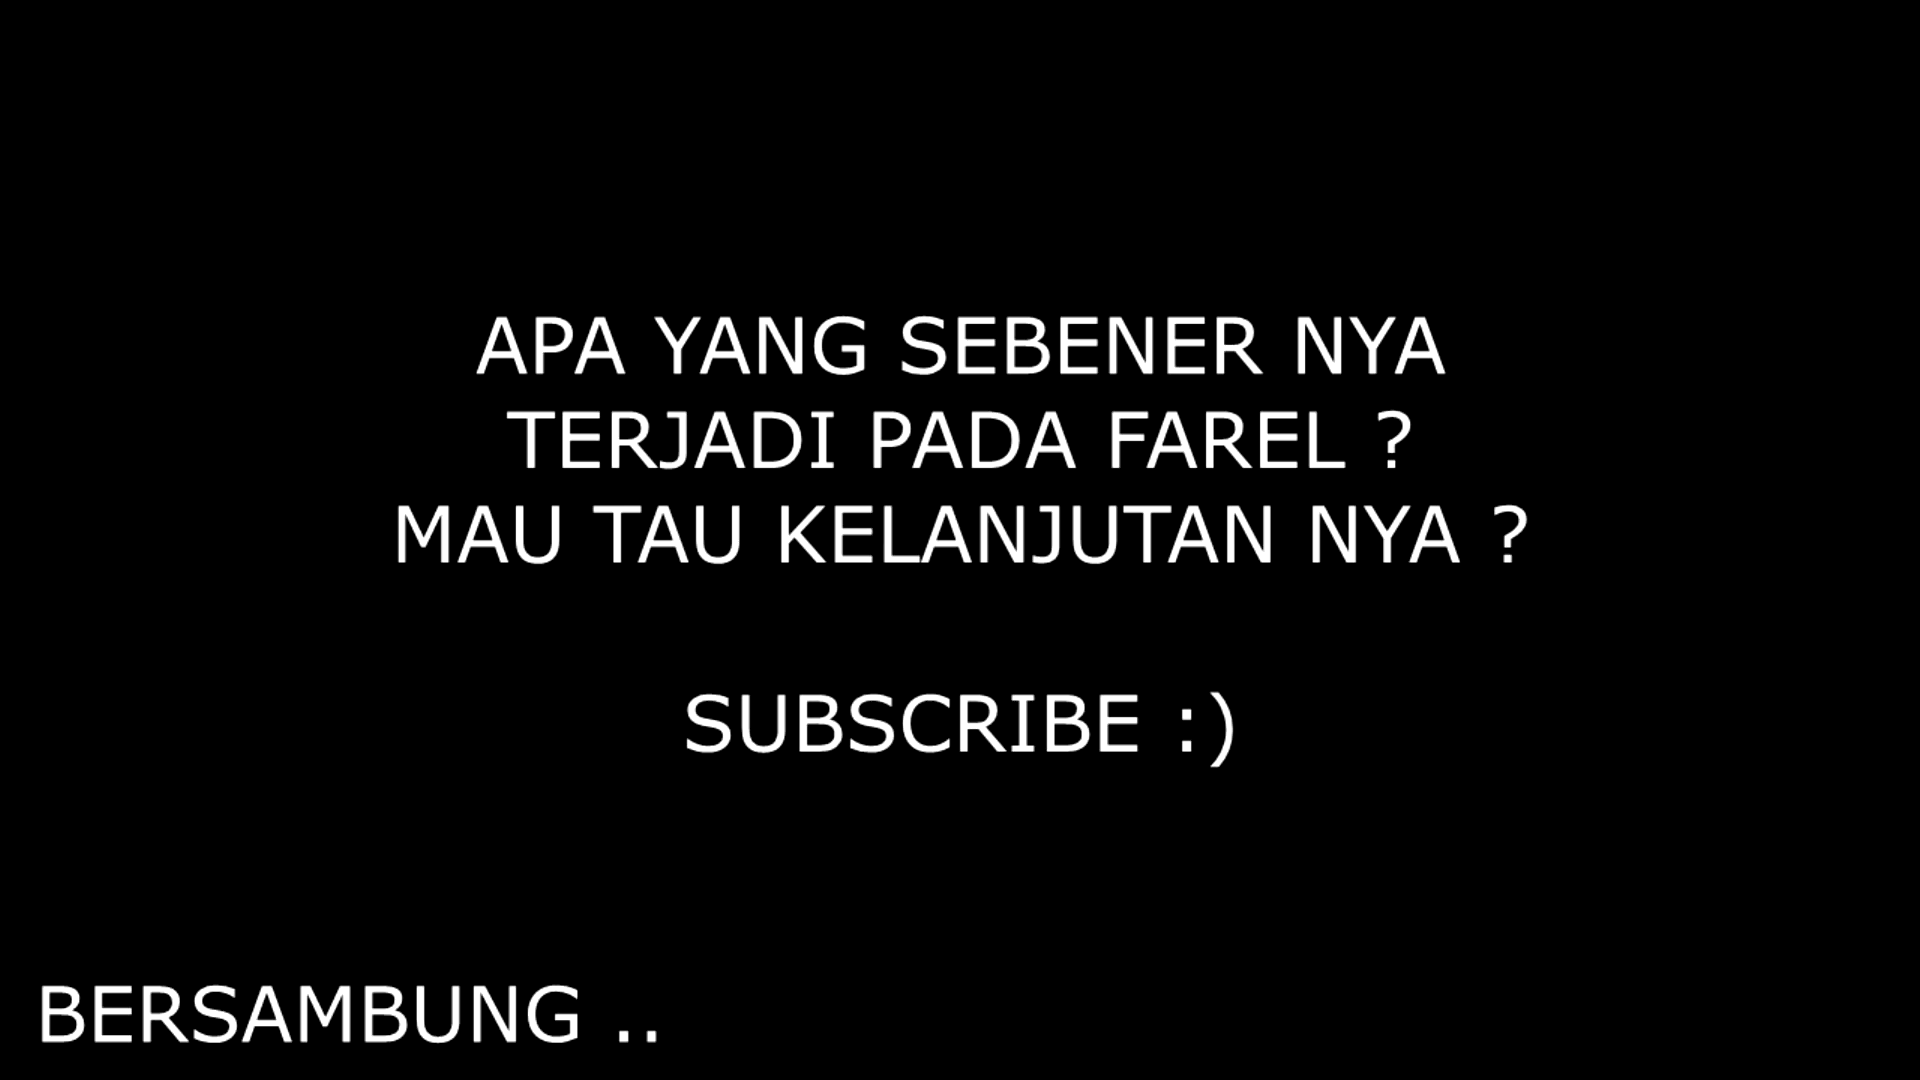 APA YANG SEBENER NYA
TERJADI PADA FAREL ?
MAU TAU KELANJUTAN NYA ?
SUBSCRIBE :)
BERSAMBUNG ..